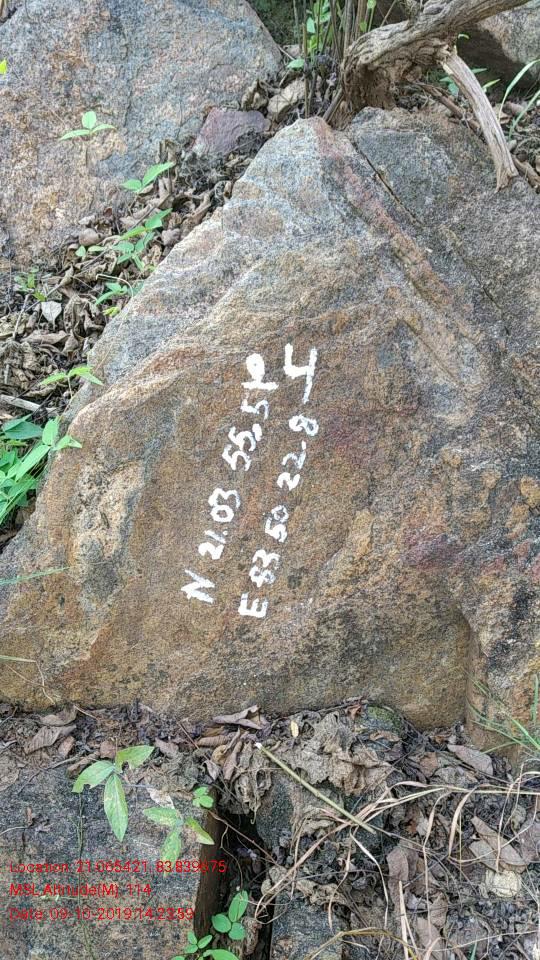 N 21.03 55,5
E 83 50 22.8
Location: 21.065421, 83.839675
MSL Altitude(M): 114
Date: 09-10-2019 14:23:59